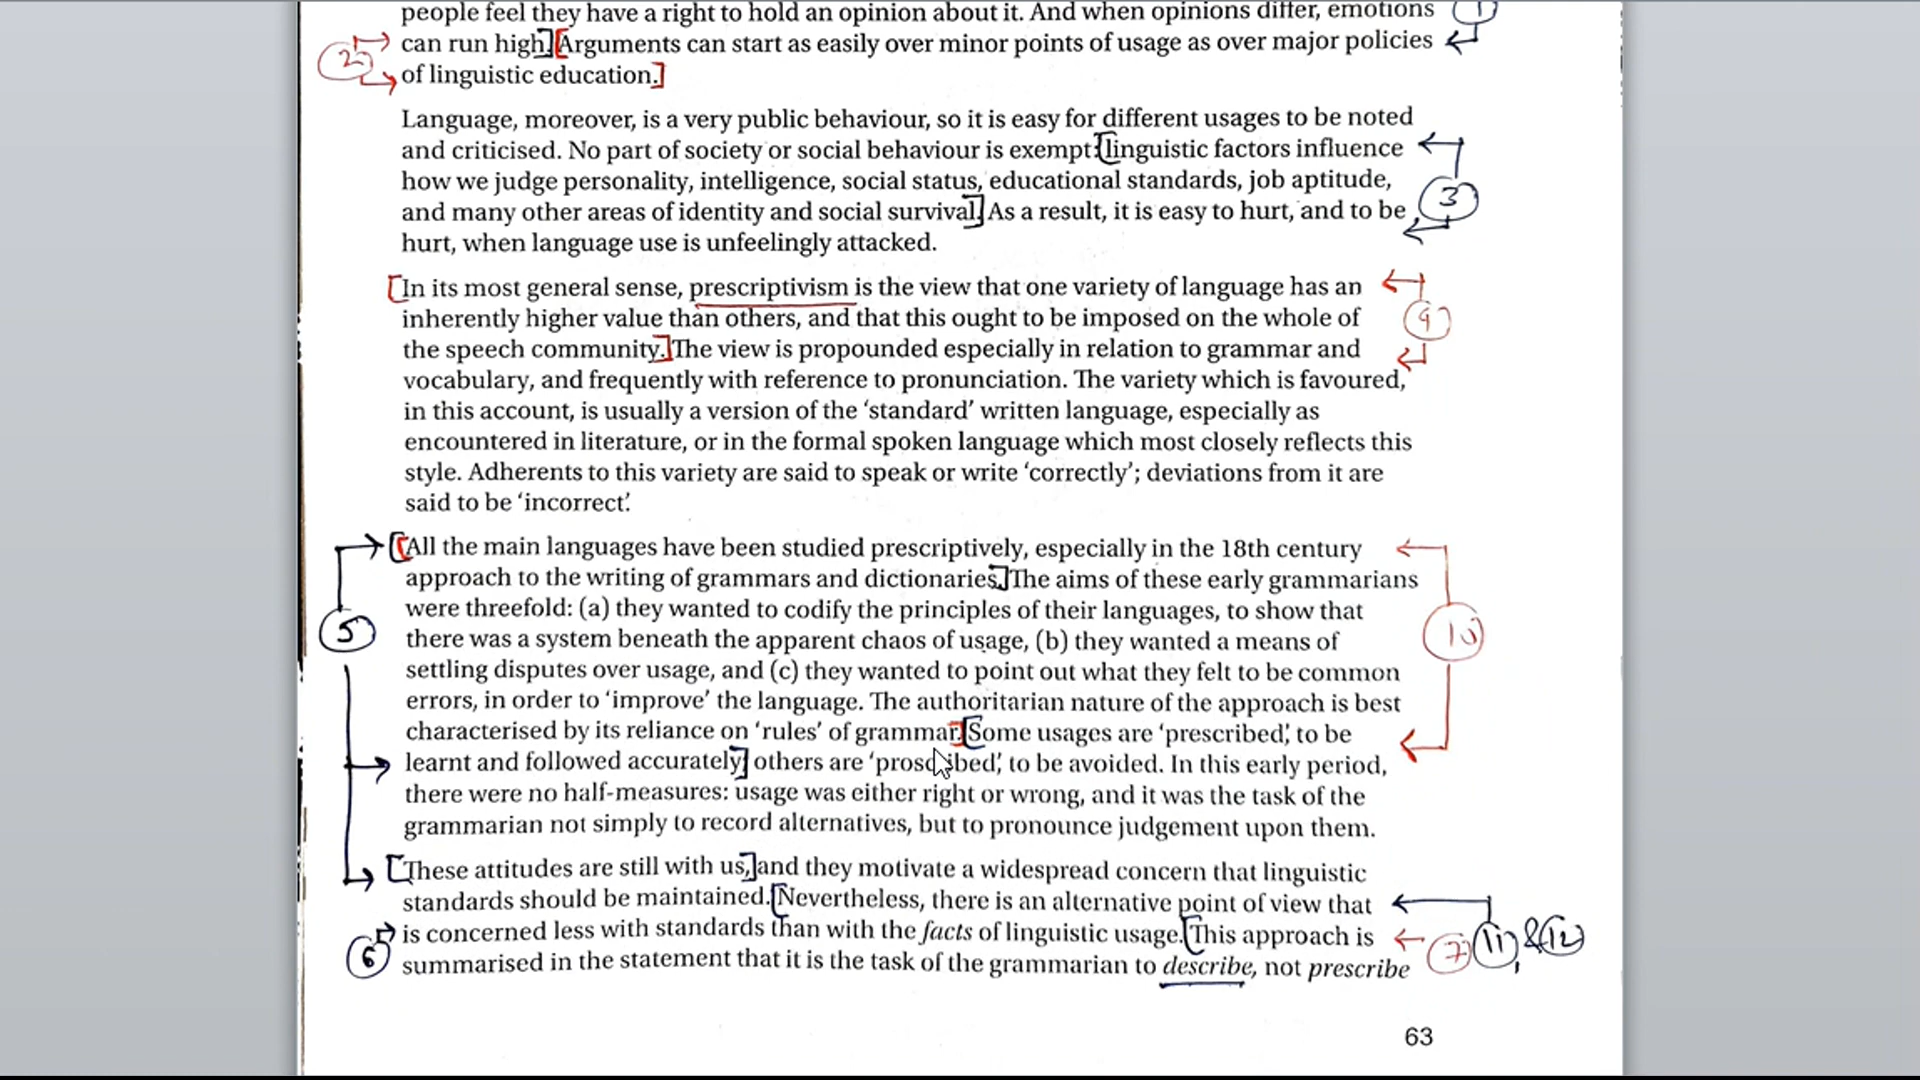 people feel they have a right to hold an opinion about it. And when opinions differ, emotions 1
2 can run high. Arguments can start as easily over minor points of usage as over major policies
of linguistic education.
Language, moreover, is a very public behaviour, so it is easy for different usages to be noted
and criticised. No part of society or social behaviour is exempt: linguistic factors influence
how we judge personality, intelligence, social status, educational standards, job aptitude,
and many other areas of identity and social survival. As a result, it is easy to hurt, and to be 3
hurt, when language use is unfeelingly attacked.
In its most general sense, prescriptivism is the view that one variety of language has an
inherently higher value than others, and that this ought to be imposed on the whole of 4
the speech community. The view is propounded especially in relation to grammar and
vocabulary, and frequently with reference to pronunciation. The variety which is favoured,
in this account, is usually a version of the 'standard' written language, especially as
encountered in literature, or in the formal spoken language which most closely reflects this
style. Adherents to this variety are said to speak or write 'correctly'; deviations from it are
said to be 'incorrect'.
All the main languages have been studied prescriptively, especially in the 18th century
approach to the writing of grammars and dictionaries. The aims of these early grammarians
were threefold: (a) they wanted to codify the principles of their languages, to show that
5 there was a system beneath the apparent chaos of usage, (b) they wanted a means of 10
settling disputes over usage, and (c) they wanted to point out what they felt to be common
errors, in order to 'improve' the language. The authoritarian nature of the approach is best
characterised by its reliance on 'rules' of grammar. Some usages are 'prescribed', to be
learnt and followed accurately; others are 'proscribed', to be avoided. In this early period,
there were no half-measures: usage was either right or wrong, and it was the task of the
grammarian not simply to record alternatives, but to pronounce judgement upon them.
These attitudes are still with us, and they motivate a widespread concern that linguistic
standards should be maintained. Nevertheless, there is an alternative point of view that
is concerned less with standards than with the facts of linguistic usage. This approach is 7 11, & 12
6 summarised in the statement that it is the task of the grammarian to describe, not prescribe
63